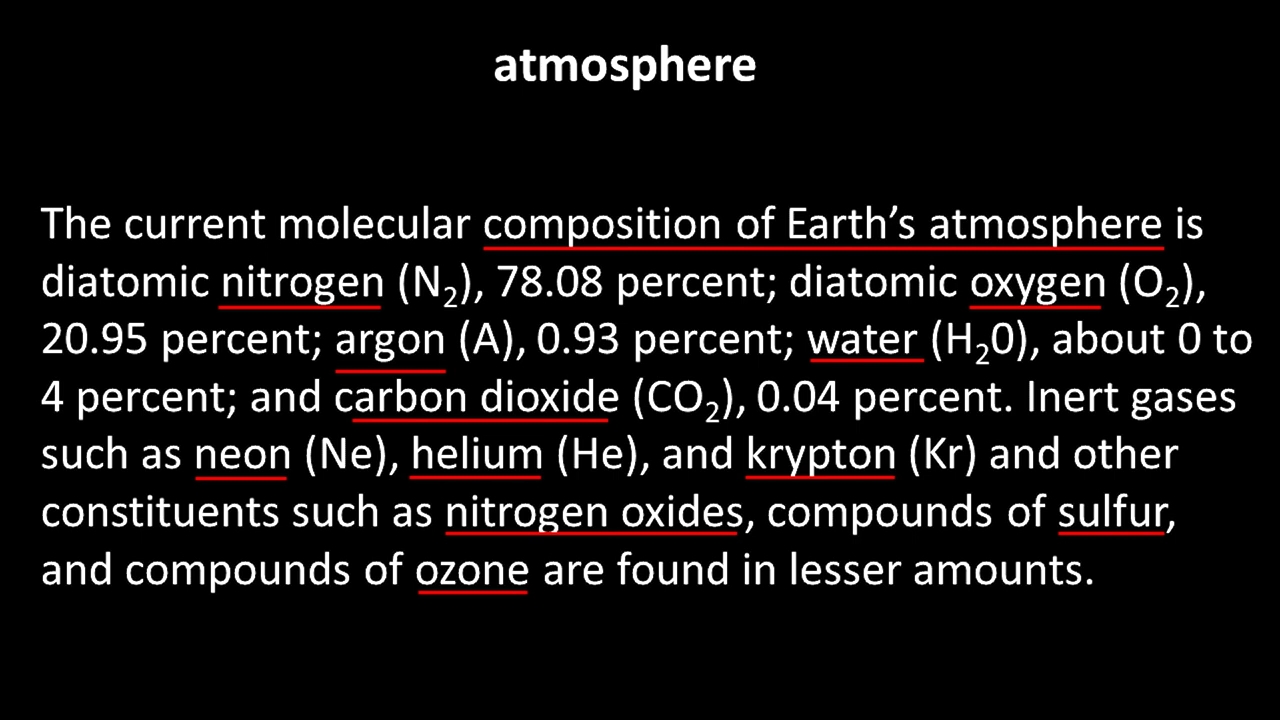 atmosphere
The current molecular composition of Earth’s atmosphere is
diatomic nitrogen (N₂), 78.08 percent; diatomic oxygen (O₂),
20.95 percent; argon (A), 0.93 percent; water (H₂0), about 0 to
4 percent; and carbon dioxide (CO₂), 0.04 percent. Inert gases
such as neon (Ne), helium (He), and krypton (Kr) and other
constituents such as nitrogen oxides, compounds of sulfur,
and compounds of ozone are found in lesser amounts.